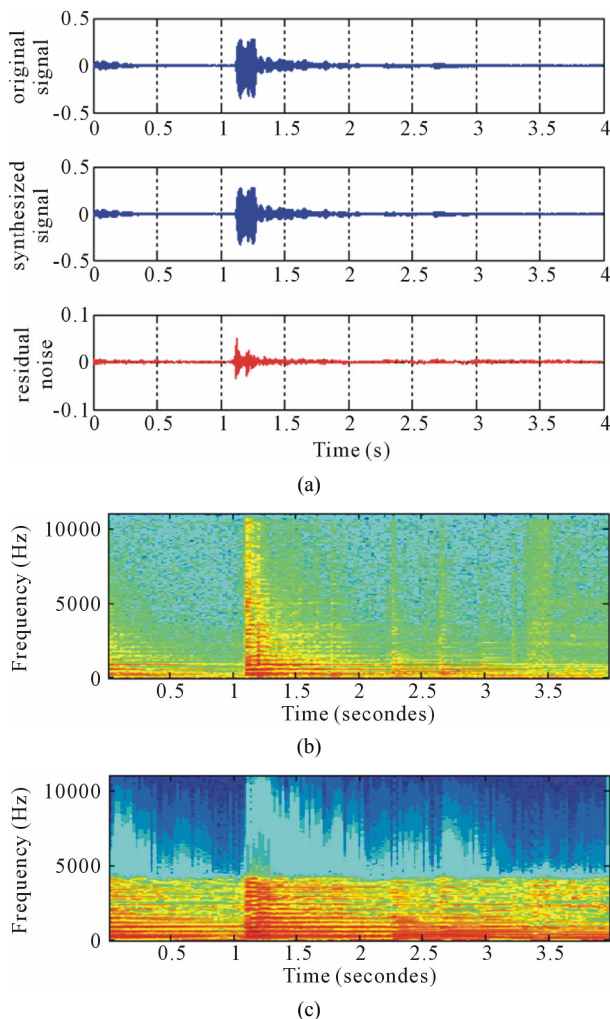 0.5
original
signal
0
-0.5
0 0.5 1 1.5 2 2.5 3 3.5 4
0.5
synthesized
signal
0
-0.5
0 0.5 1 1.5 2 2.5 3 3.5 4
0.1
residual
noise
0
-0.1
0 0.5 1 1.5 2 2.5 3 3.5 4
Time (s)
(a)
10000
Frequency (Hz)
5000
0
0.5 1 1.5 2 2.5 3 3.5
Time (secondes)
(b)
10000
Frequency (Hz)
5000
0
0.5 1 1.5 2 2.5 3 3.5
Time (secondes)
(c)